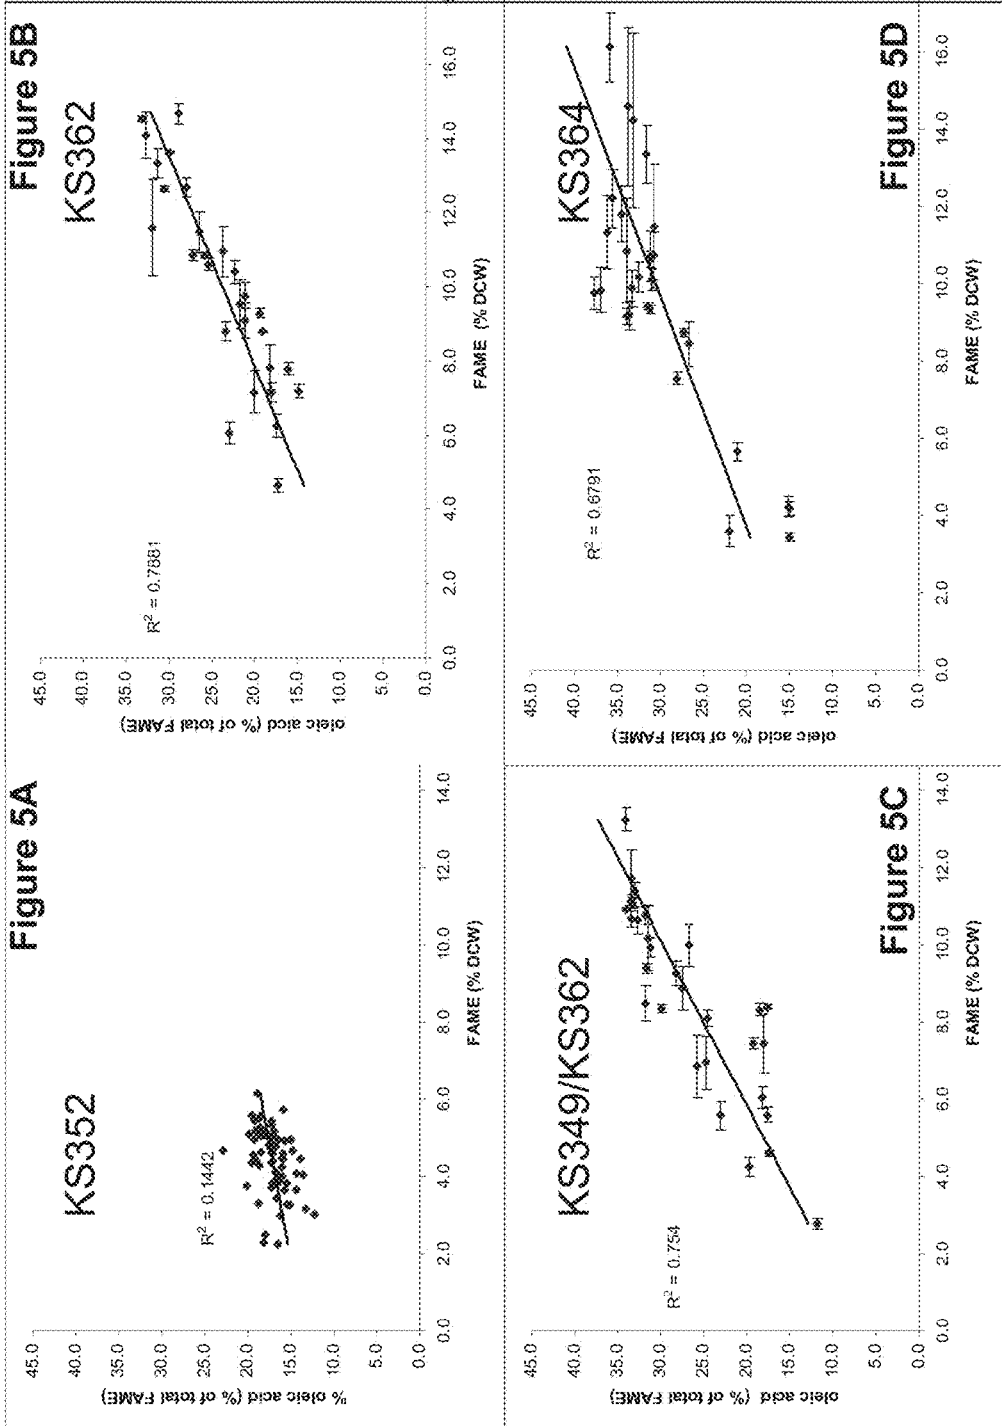 Figure 5A
KS352
R² = 0.1442
% oleic acid (% of total FAME)
45.0
40.0
35.0
30.0
25.0
20.0
15.0
10.0
5.0
0.0
0.0 2.0 4.0 6.0 8.0 10.0 12.0 14.0
FAME (% DCW)
Figure 5B
KS362
R² = 0.7881
oleic aicd (% of total FAME)
45.0
40.0
35.0
30.0
25.0
20.0
15.0
10.0
5.0
0.0
0.0 2.0 4.0 6.0 8.0 10.0 12.0 14.0 16.0
FAME (% DCW)
KS349/KS362
R² = 0.754
oleic acid (% of total FAME)
45.0
40.0
35.0
30.0
25.0
20.0
15.0
10.0
5.0
0.0
0.0 2.0 4.0 6.0 8.0 10.0 12.0 14.0
FAME (% DCW)
Figure 5C
KS364
R² = 0.6791
oleic acid (% of total FAME)
45.0
40.0
35.0
30.0
25.0
20.0
15.0
10.0
5.0
0.0
0.0 2.0 4.0 6.0 8.0 10.0 12.0 14.0 16.0
FAME (% DCW)
Figure 5D